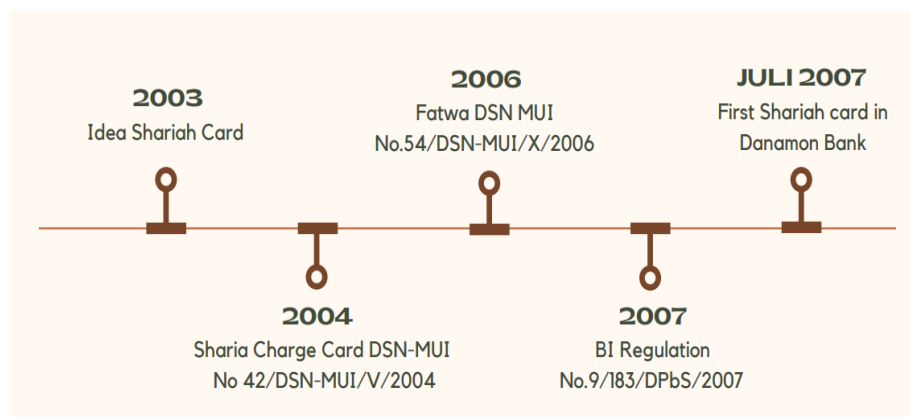 2003
Idea Shariah Card
2004
Sharia Charge Card DSN-MUI
No 42/DSN-MUI/V/2004
2006
Fatwa DSN MUI
No.54/DSN-MUI/X/2006
2007
BI Regulation
No.9/183/DPbS/2007
JULI 2007
First Shariah card in
Danamon Bank